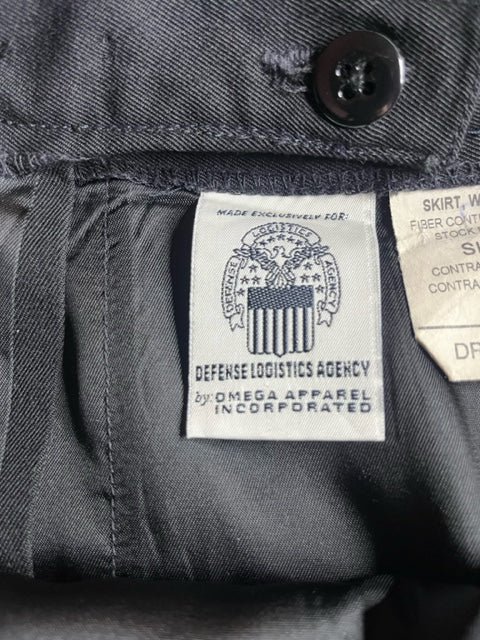 MADE EXCLUSIVELY FOR:
DEFENSE LOGISTICS AGENCY
DEFENSE LOGISTICS AGENCY
by: OMEGA APPAREL
INCORPORATED
SKIRT, W
FIBER CONT
STOCK
CONTRA
CONTRA
DR